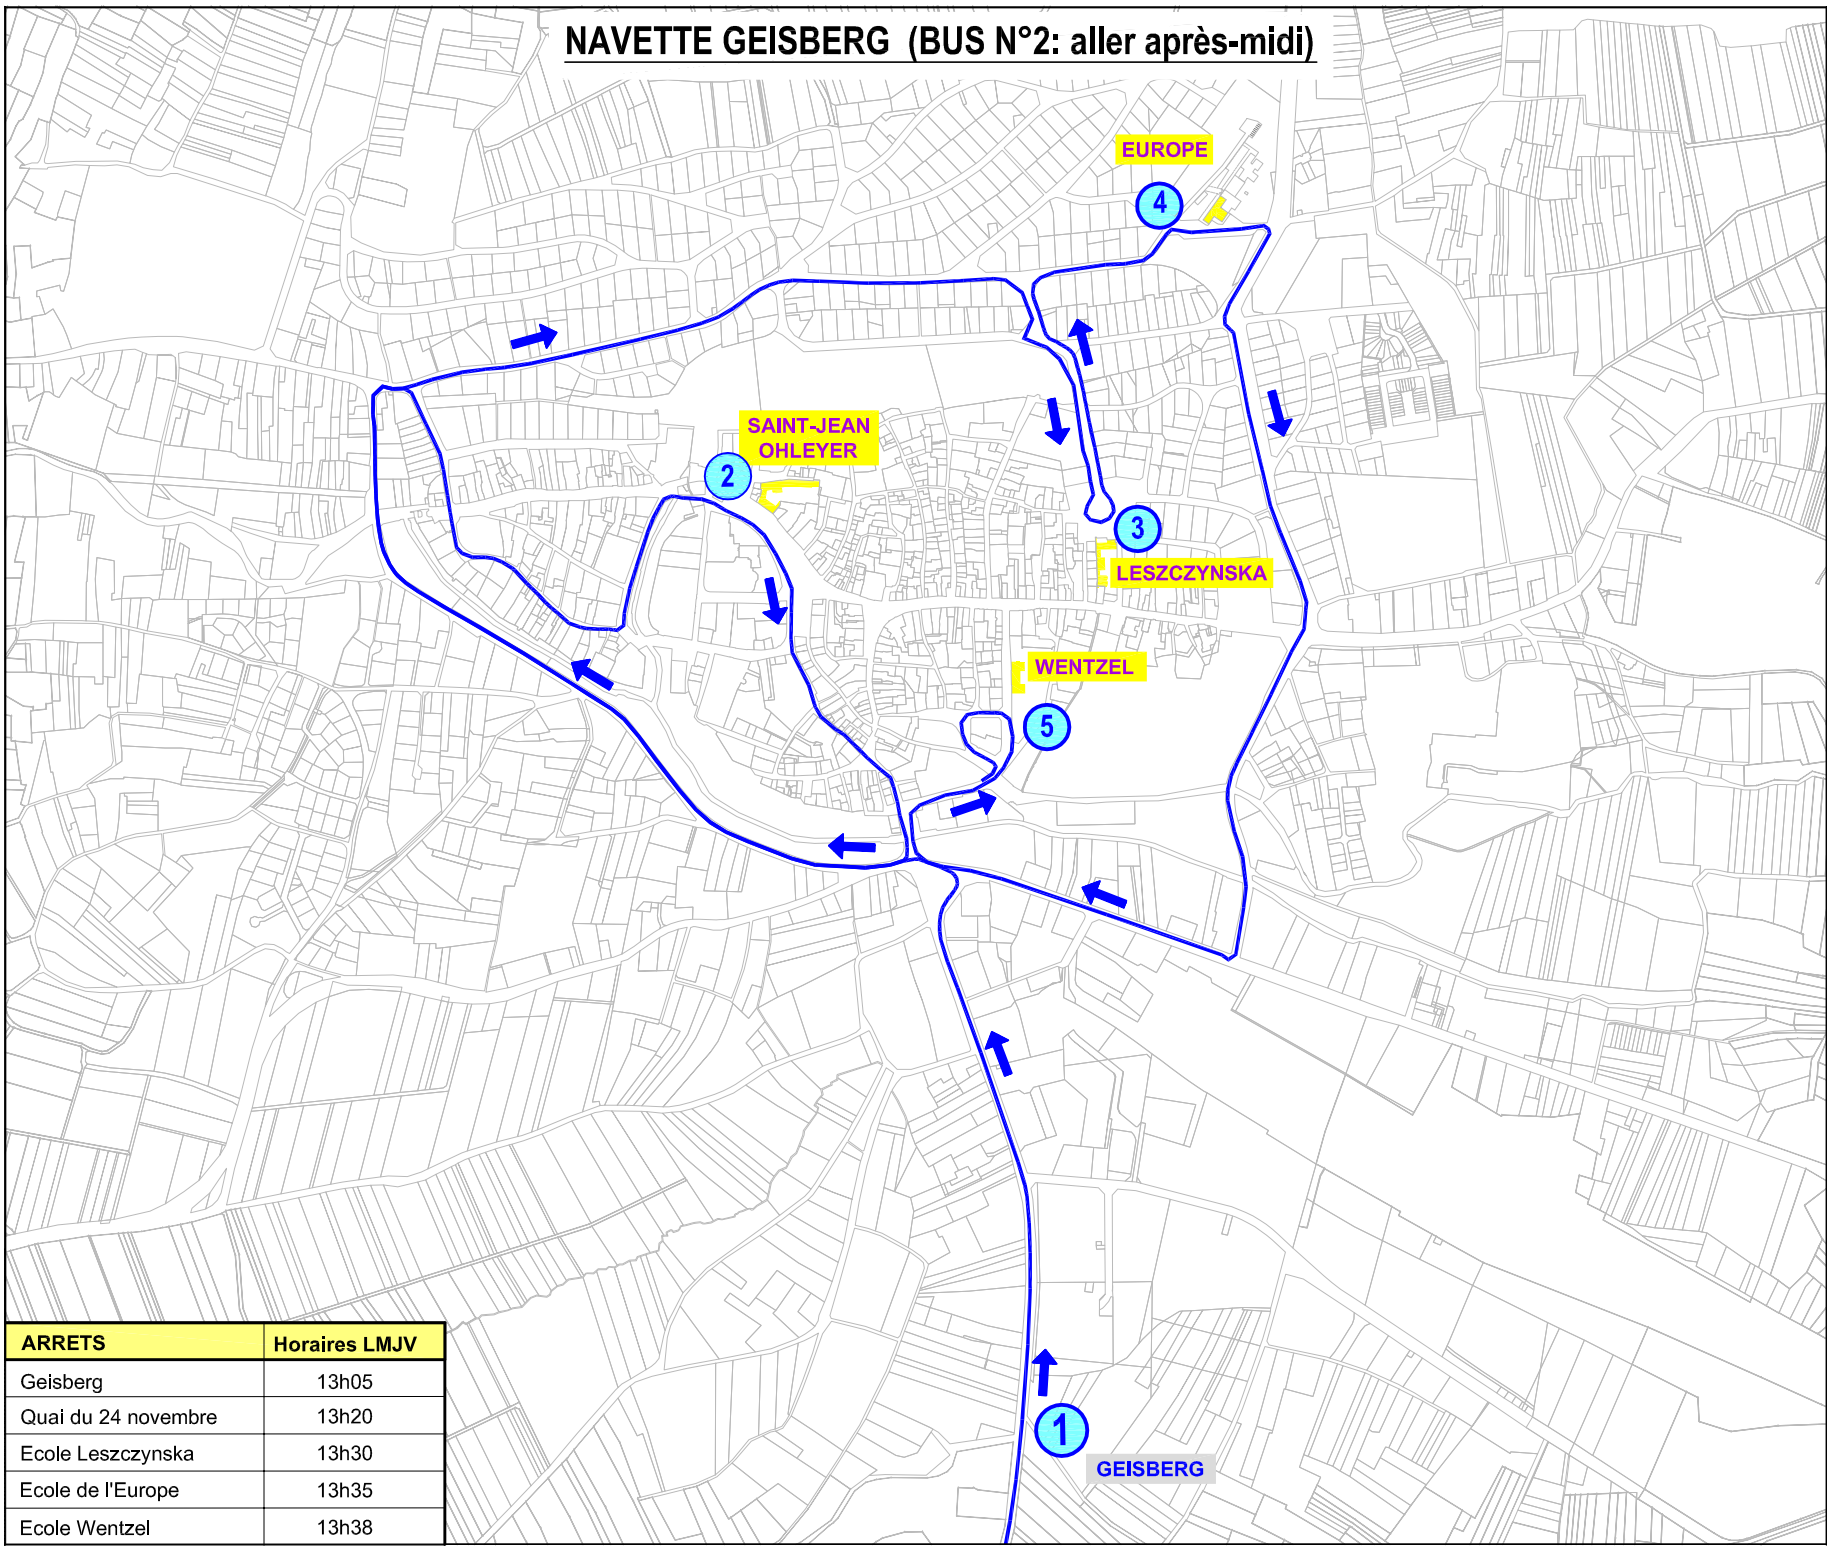 NAVETTE GEISBERG (BUS N°2: aller après-midi)
EUROPE
4
SAINT-JEAN
OHLEYER
2
3
LESZCZYNSKA
WENTZEL
5
1
GEISBERG
ARRETS Horaires LMJV
Geisberg 13h05
Quai du 24 novembre 13h20
Ecole Leszczynska 13h30
Ecole de l'Europe 13h35
Ecole Wentzel 13h38